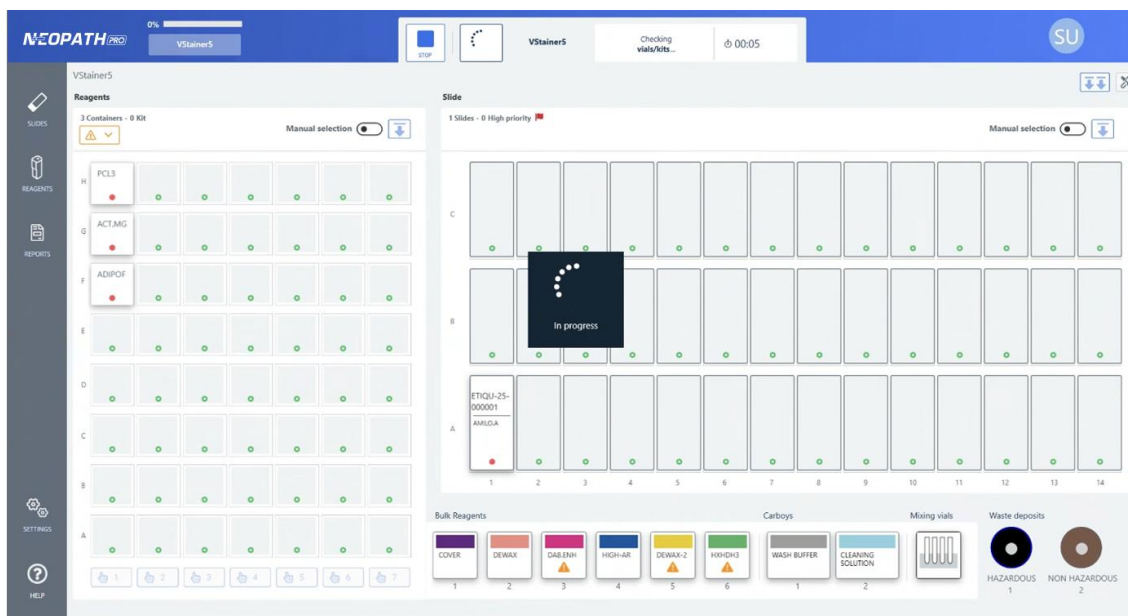 NEOPATH PRO
0%
VStainer5
STOP
VStainer5
Checking
vials/kits...
00:05
SU
VStainer5
SLIDES
REAGENTS
REPORTS
SETTINGS
HELP
Reagents
3 Containers - 0 Kit
Manual selection
H
PCL3
G
ACT.MG
F
ADIPOF
E
D
C
B
A
1 2 3 4 5 6 7
Slide
1 Slides - 0 High priority
Manual selection
C
B
In progress
A
ETIQU-25-
000001
AMILO.A
1 2 3 4 5 6 7 8 9 10 11 12 13 14
Bulk Reagents
COVER
DEWAX
DAB.ENH
HIGH-AR
DEWAX-2
HXHDH3
1 2 3 4 5 6
Carboys
WASH BUFFER
CLEANING
SOLUTION
1 2
Mixing vials
Waste deposits
HAZARDOUS
1
NON HAZARDOUS
2